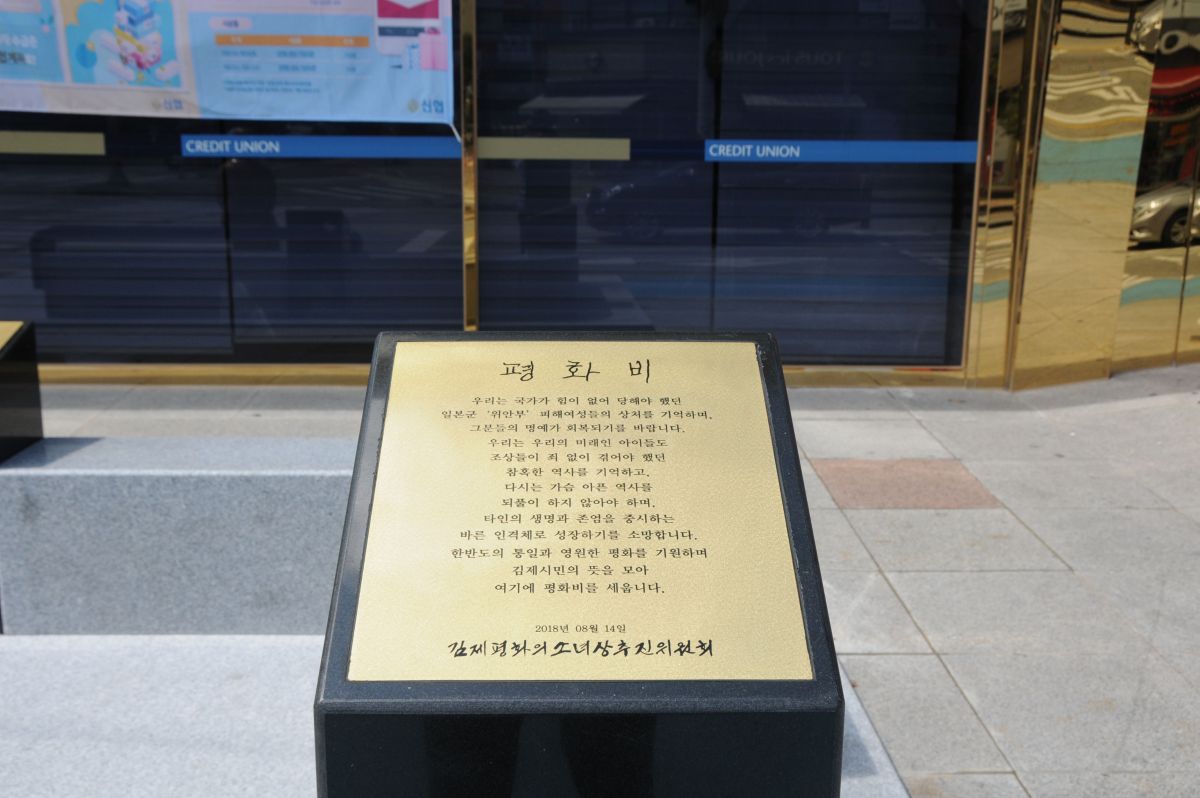 신협
신협
CREDIT UNION
CREDIT UNION
평화비
우리는 국가가 힘이 없어 당해야 했던
일본군 '위안부' 피해여성들의 상처를 기억하며,
그분들의 명예가 회복되기를 바랍니다.
우리는 우리의 미래인 아이들도
조상들이 죄 없이 겪어야 했던
참혹한 역사를 기억하고,
다시는 가슴 아픈 역사를
되풀이 하지 않아야 하며,
타인의 생명과 존엄을 중시하는
바른 인격체로 성장하기를 소망합니다.
한반도의 통일과 영원한 평화를 기원하며
김제시민의 뜻을 모아
여기에 평화비를 세웁니다.
2018년 08월 14일
김제평화의소녀상추진위원회